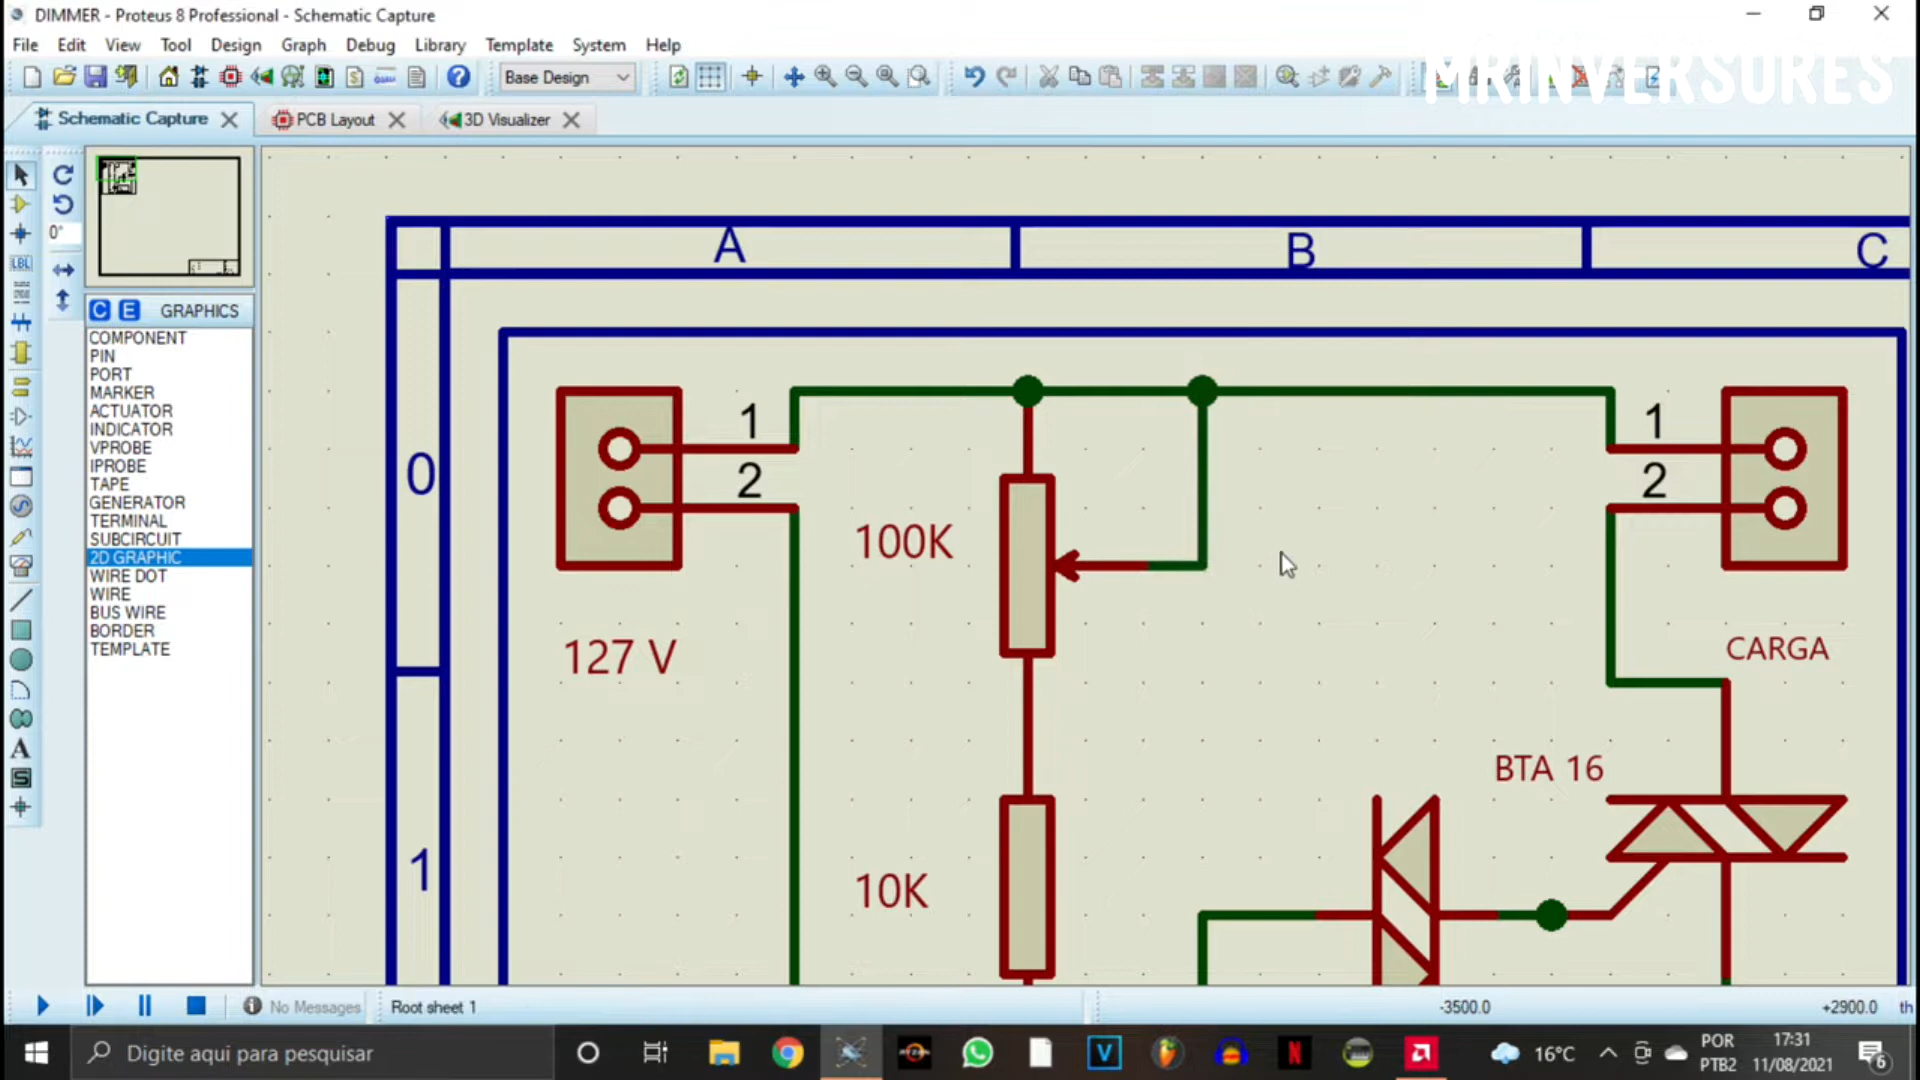 DIMMER - Proteus 8 Professional - Schematic Capture
File Edit View Tool Design Graph Debug Library Template System Help
MRINVERSURES
Base Design
Schematic Capture PCB Layout 3D Visualizer
0°
LBL
C E GRAPHICS
COMPONENT
PIN
PORT
MARKER
ACTUATOR
INDICATOR
VPROBE
IPROBE
TAPE
GENERATOR
TERMINAL
SUBCIRCUIT
2D GRAPHIC
WIRE DOT
WIRE
BUS WIRE
BORDER
TEMPLATE
A
S
A B C
0
1
1
2
127 V
100K
10K
1
2
CARGA
BTA 16
No Messages Root sheet 1 -3500.0 +2900.0 th
Digite aqui para pesquisar
V
N
16°C
POR
PTB2
17:31
11/08/2021
6